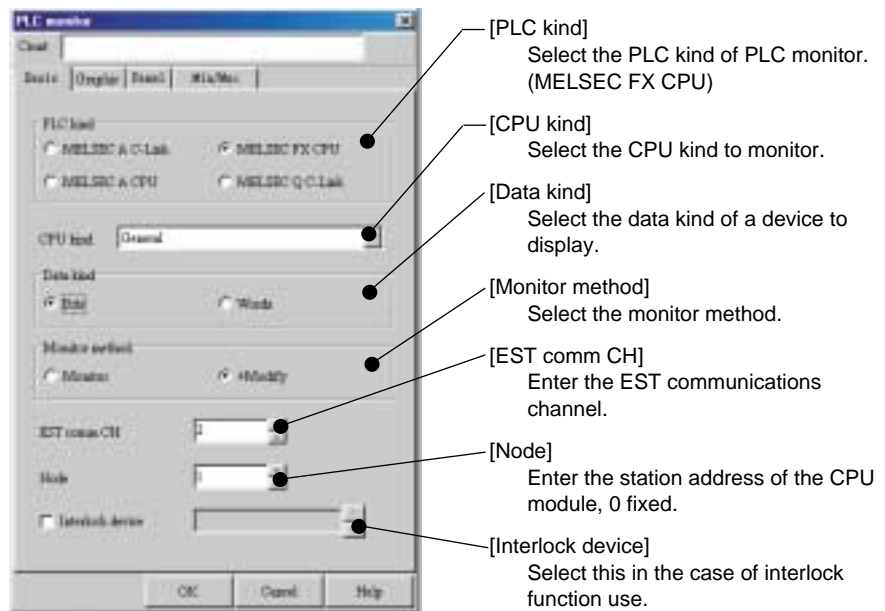 PLC monitor
Basic Graphic Panel Min/Max
PLC kind
MELSEC A C-Link MELSEC FX CPU
MELSEC A CPU MELSEC Q C-Link
CPU kind General
Data kind
Words
Monitor method
Monitor +Modify
EST comm CH 2
Node
Interlock device
OK Cancel Help
[PLC kind]
Select the PLC kind of PLC monitor.
(MELSEC FX CPU)
[CPU kind]
Select the CPU kind to monitor.
[Data kind]
Select the data kind of a device to
display.
[Monitor method]
Select the monitor method.
[EST comm CH]
Enter the EST communications
channel.
[Node]
Enter the station address of the CPU
module, 0 fixed.
[Interlock device]
Select this in the case of interlock
function use.